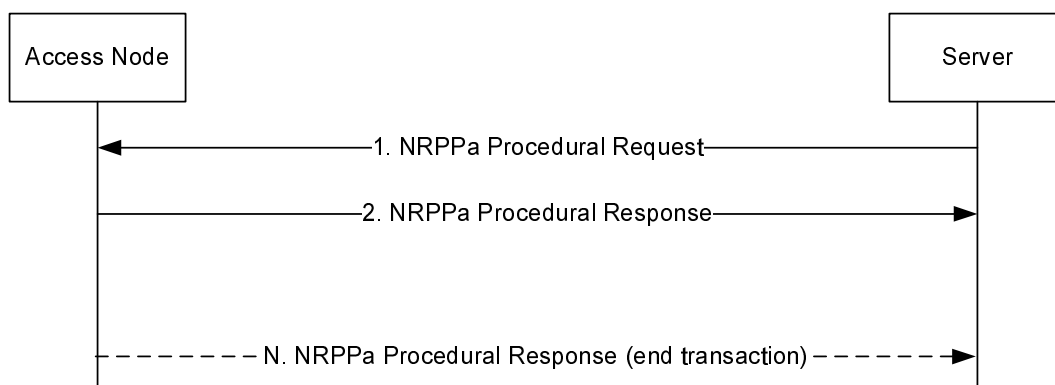 Access Node
Server
1. NRPPa Procedural Request
2. NRPPa Procedural Response
N. NRPPa Procedural Response (end transaction)